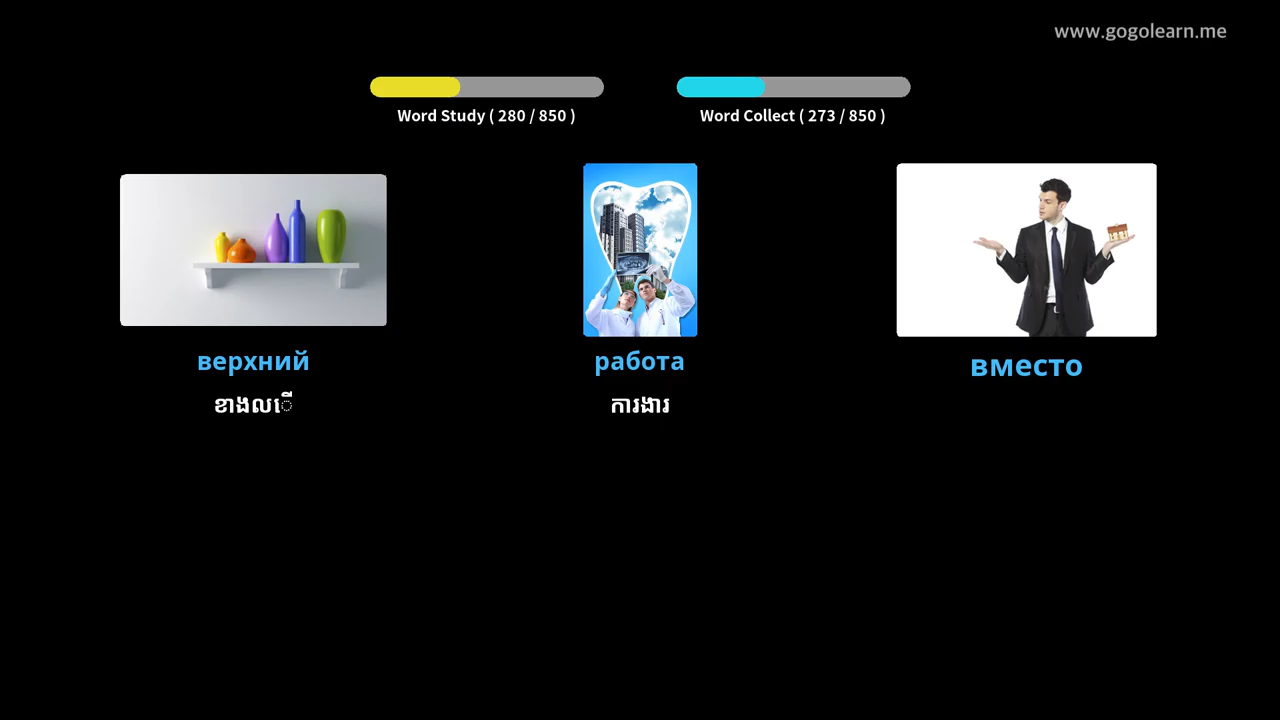 www.gogolearn.me
Word Study ( 280 / 850 )
Word Collect ( 273 / 850 )
верхний
работа
вместо
ខាងលើ
ការងារ